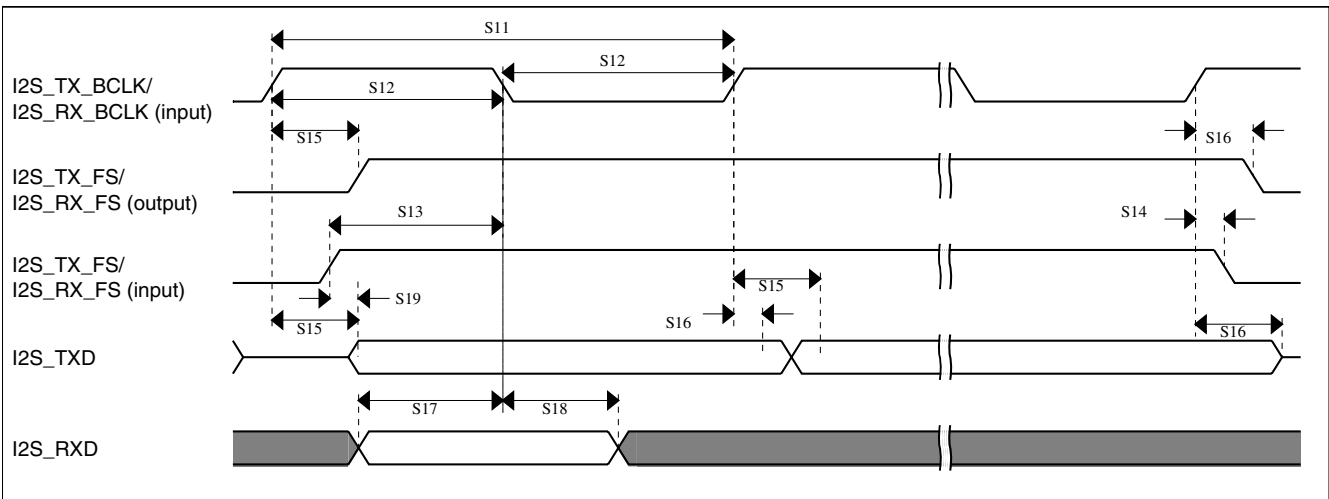 S11
S12
I2S_TX_BCLK/
I2S_RX_BCLK (input)
S12
S15
S16
I2S_TX_FS/
I2S_RX_FS (output)
S13
S14
I2S_TX_FS/
I2S_RX_FS (input)
S15
S19
S16
S15
S16
I2S_TXD
S17
S18
I2S_RXD